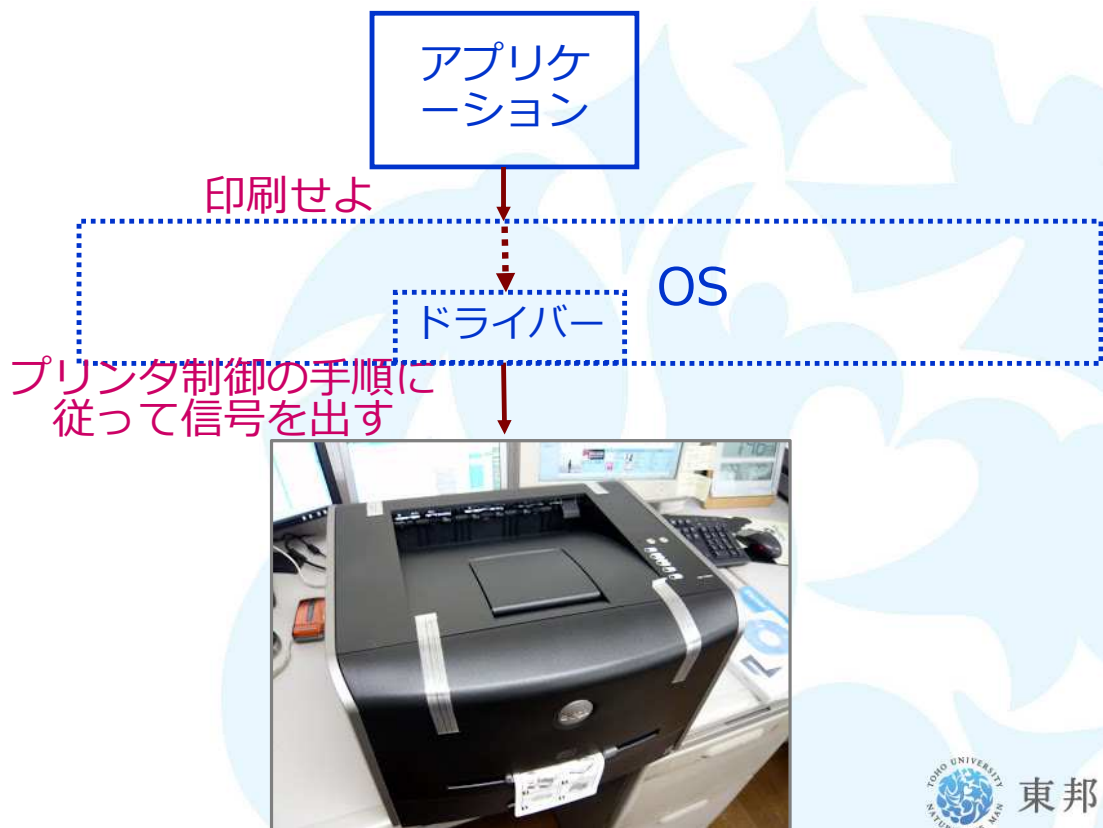 アプリケ
ーション
印刷せよ
OS
ドライバー
プリンタ制御の手順に
従って信号を出す
TOHO UNIVERSITY
東邦